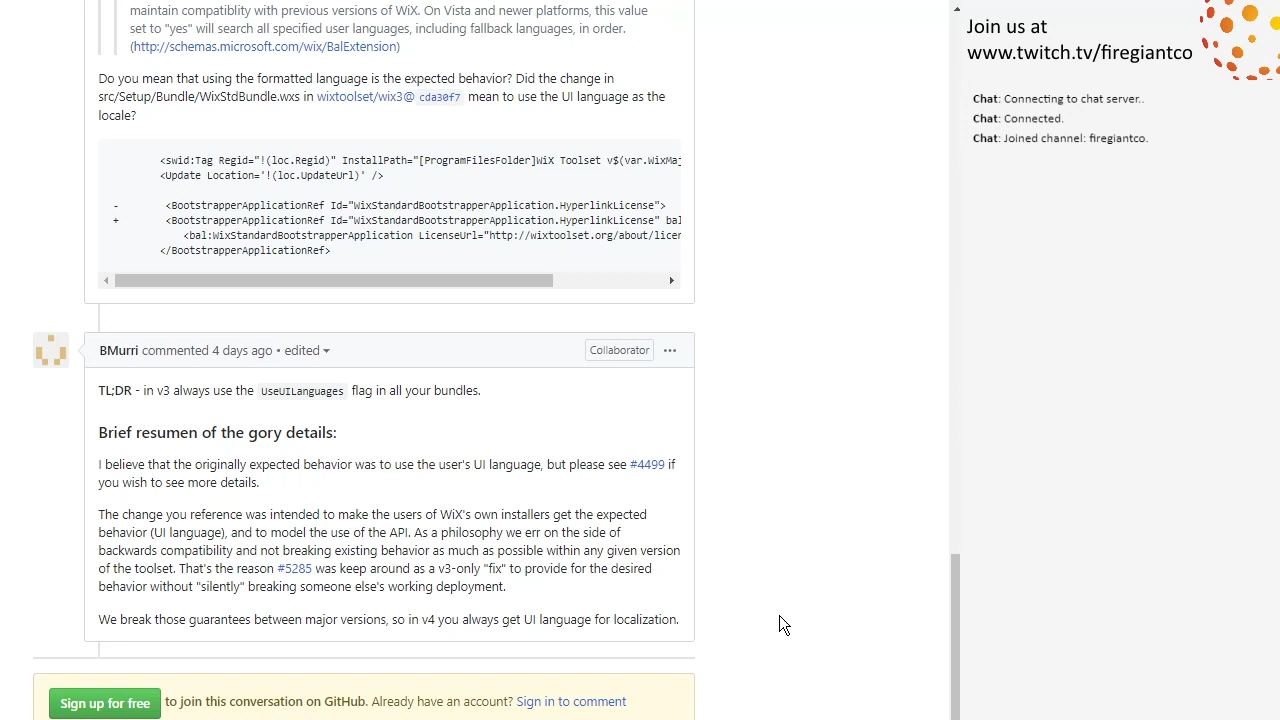 maintain compatiblity with previous versions of WiX. On Vista and newer platforms, this value
set to "yes" will search all specified user languages, including fallback languages, in order.
(http://schemas.microsoft.com/wix/BalExtension)
Do you mean that using the formatted language is the expected behavior? Did the change in
src/Setup/Bundle/WixStdBundle.wxs in wixtoolset/wix3@ cda30f7 mean to use the UI language as the
locale?
<swid:Tag Regid="!(loc.Regid)" InstallPath="[ProgramFilesFolder]WiX Toolset v$(var.WixMaj
<Update Location='!(loc.UpdateUrl)' />
- <BootstrapperApplicationRef Id="WixStandardBootstrapperApplication.HyperlinkLicense">
+ <BootstrapperApplicationRef Id="WixStandardBootstrapperApplication.HyperlinkLicense" bal
<bal:WixStandardBootstrapperApplication LicenseUrl="http://wixtoolset.org/about/licen
</BootstrapperApplicationRef>
BMurri commented 4 days ago • edited
Collaborator
TL;DR - in v3 always use the UseUILanguages flag in all your bundles.
Brief resumen of the gory details:
I believe that the originally expected behavior was to use the user's UI language, but please see #4499 if
you wish to see more details.
The change you reference was intended to make the users of WiX's own installers get the expected
behavior (UI language), and to model the use of the API. As a philosophy we err on the side of
backwards compatibility and not breaking existing behavior as much as possible within any given version
of the toolset. That's the reason #5285 was keep around as a v3-only "fix" to provide for the desired
behavior without "silently" breaking someone else's working deployment.
We break those guarantees between major versions, so in v4 you always get UI language for localization.
Sign up for free to join this conversation on GitHub. Already have an account? Sign in to comment
Join us at
www.twitch.tv/firegiantco
Chat: Connecting to chat server..
Chat: Connected.
Chat: Joined channel: firegiantco.